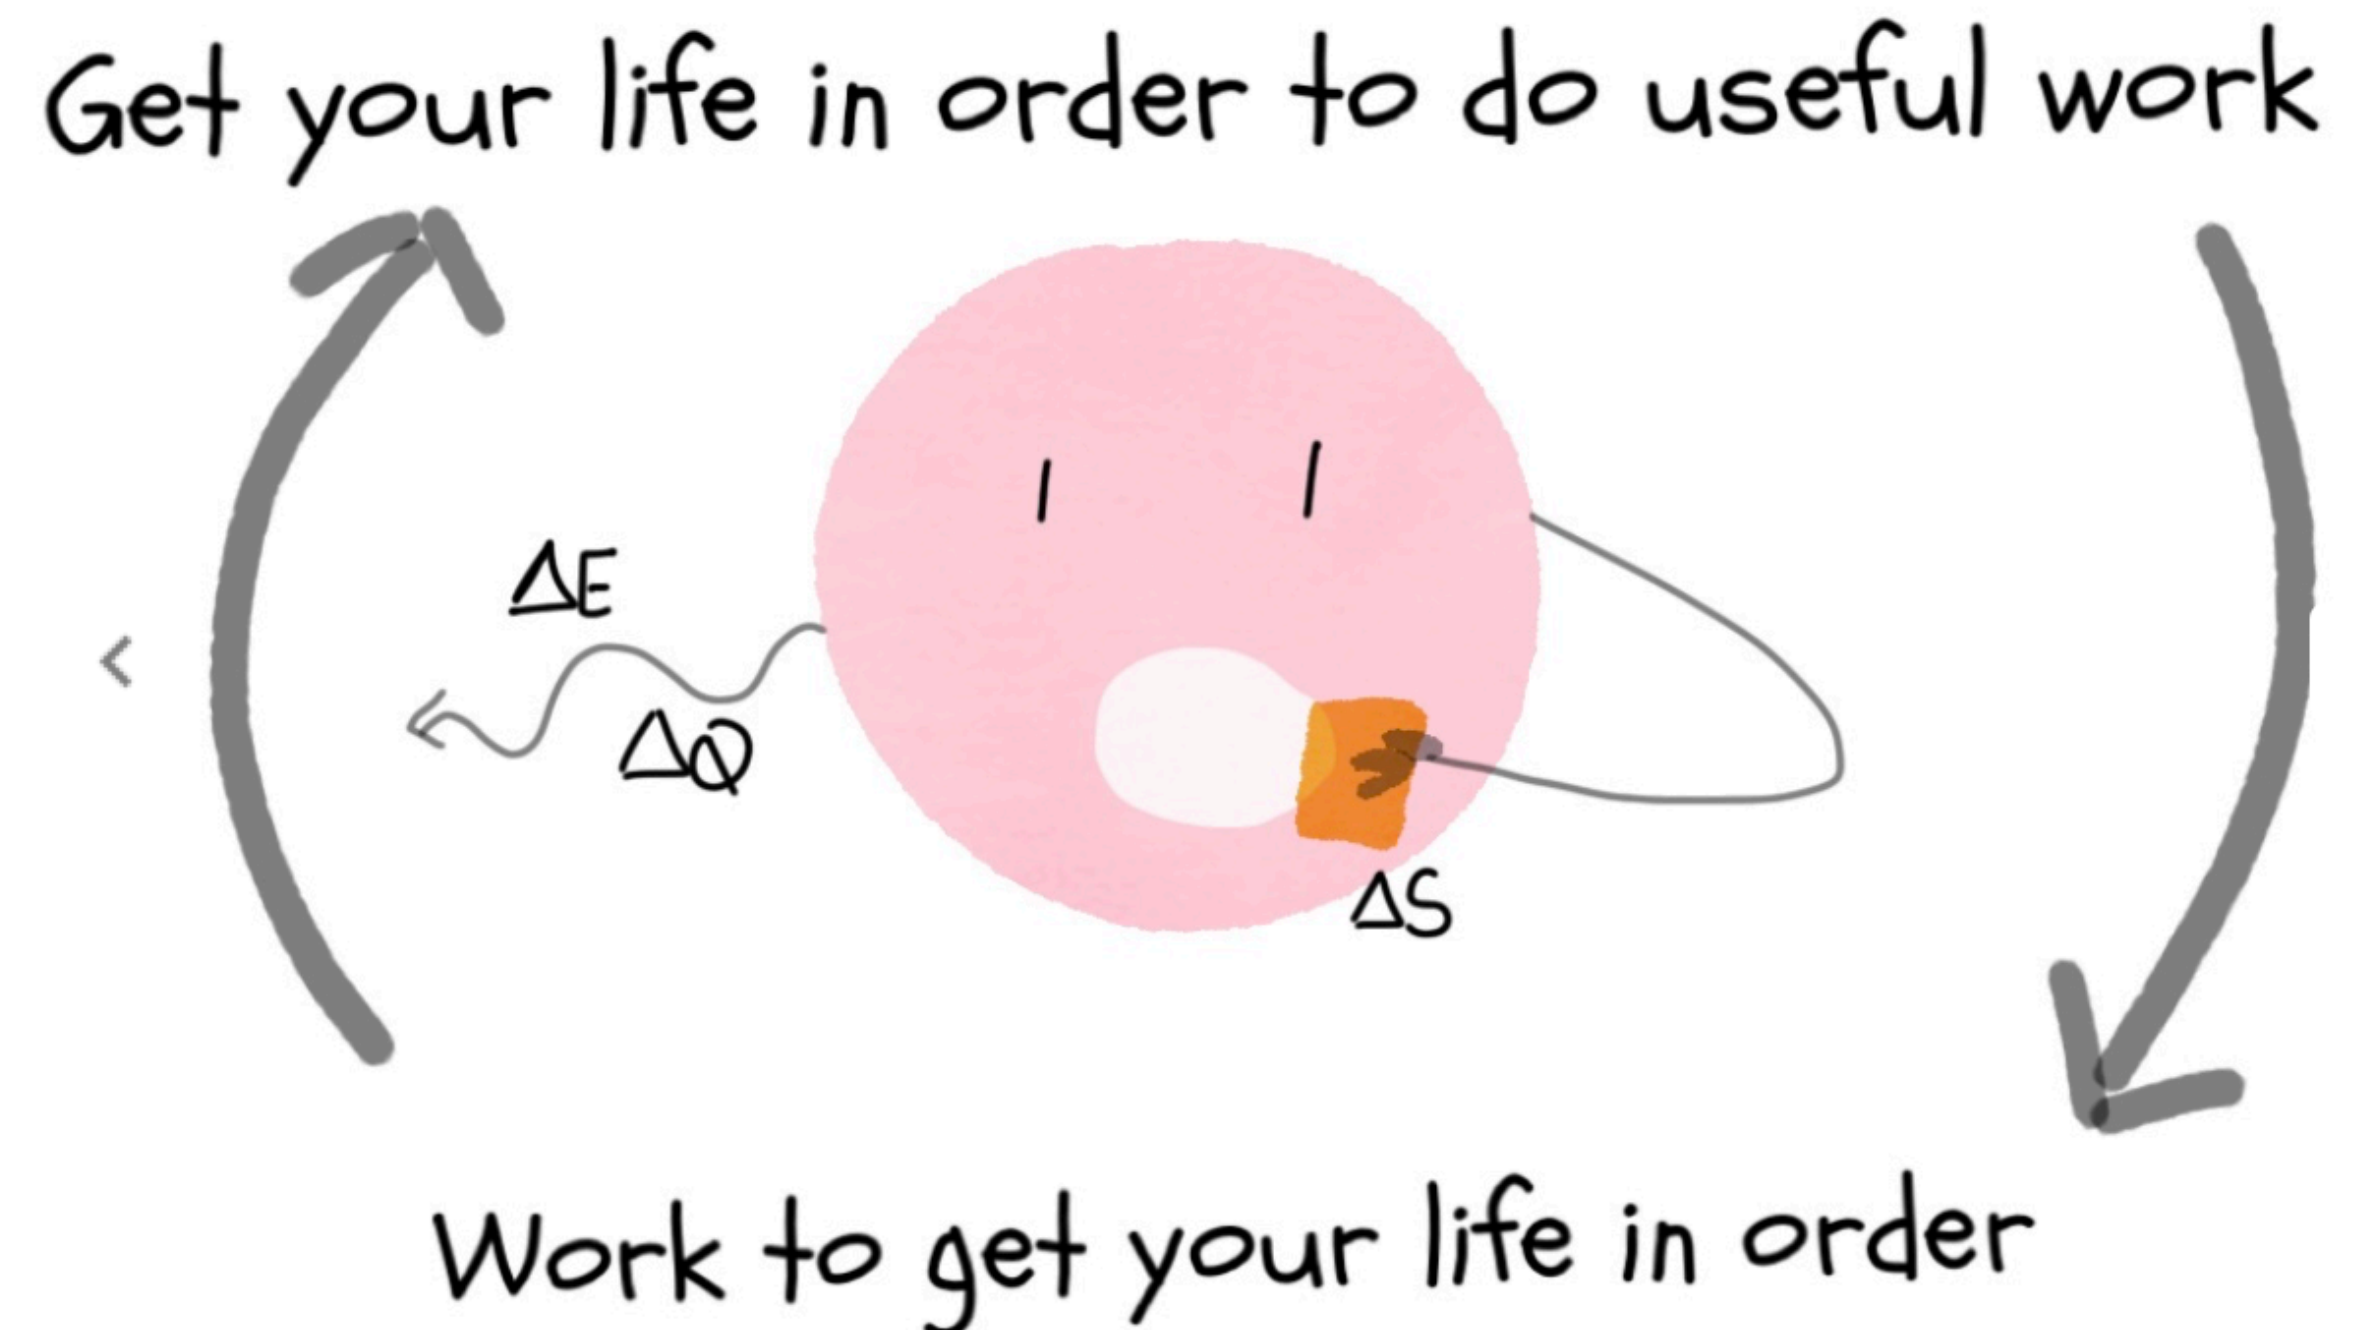 Get your life in order to do useful work
ΔE
ΔQ
ΔS
Work to get your life in order